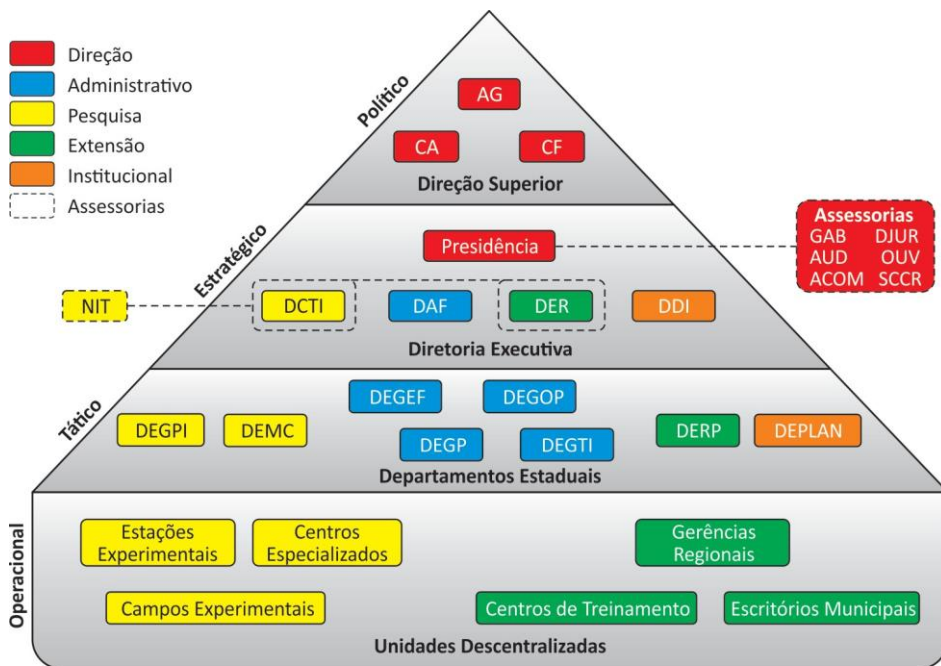 Direção
Administrativo
Pesquisa
Extensão
Institucional
Assessorias
Político
AG
CA
CF
Direção Superior
Estratégico
Presidência
Assessorias
GAB DJUR
AUD OUV
ACOM SCCR
NIT
DCTI
DAF
DER
DDI
Diretoria Executiva
Tático
DEGEF
DEGOP
DEGPI
DEMC
DEGP
DEGTI
DERP
DEPLAN
Departamentos Estaduais
Operacional
Estações
Experimentais
Centros
Especializados
Gerências
Regionais
Campos Experimentais
Centros de Treinamento
Escritórios Municipais
Unidades Descentralizadas